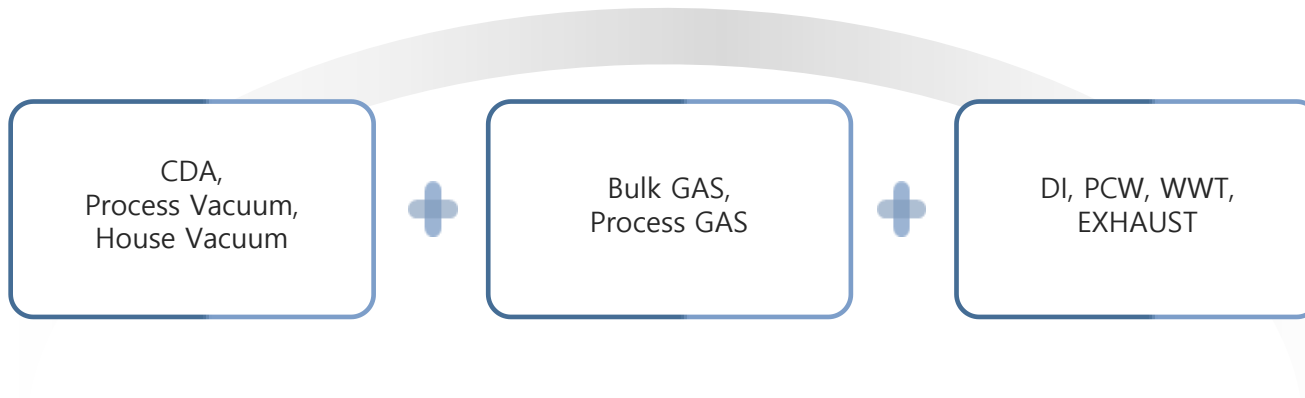 CDA,
Process Vacuum,
House Vacuum
Bulk GAS,
Process GAS
DI, PCW, WWT,
EXHAUST